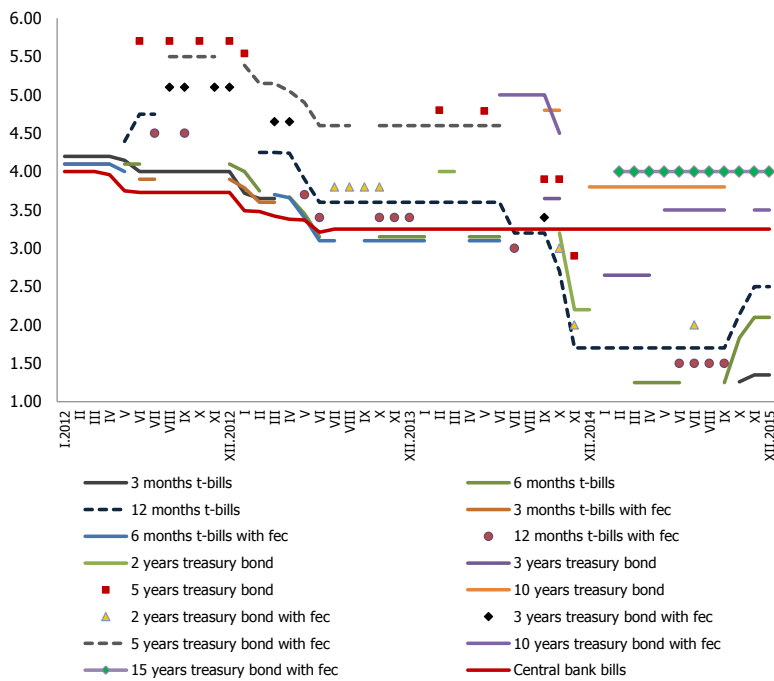 6.00
5.50
5.00
4.50
4.00
3.50
3.00
2.50
2.00
1.50
1.00
I.2012
II
III
IV
V
VI
VII
VIII
IX
X
XI
XII.2012
I
II
III
IV
V
VI
VII
VIII
IX
X
XI
XII.2013
I
II
III
IV
V
VI
VII
VIII
IX
X
XI
XII.2014
I
II
III
IV
V
VI
VII
VIII
IX
X
XI
XII.2015
3 months t-bills
6 months t-bills
12 months t-bills
3 months t-bills with fec
6 months t-bills with fec
12 months t-bills with fec
2 years treasury bond
3 years treasury bond
5 years treasury bond
10 years treasury bond
2 years treasury bond with fec
3 years treasury bond with fec
5 years treasury bond with fec
10 years treasury bond with fec
15 years treasury bond with fec
Central bank bills